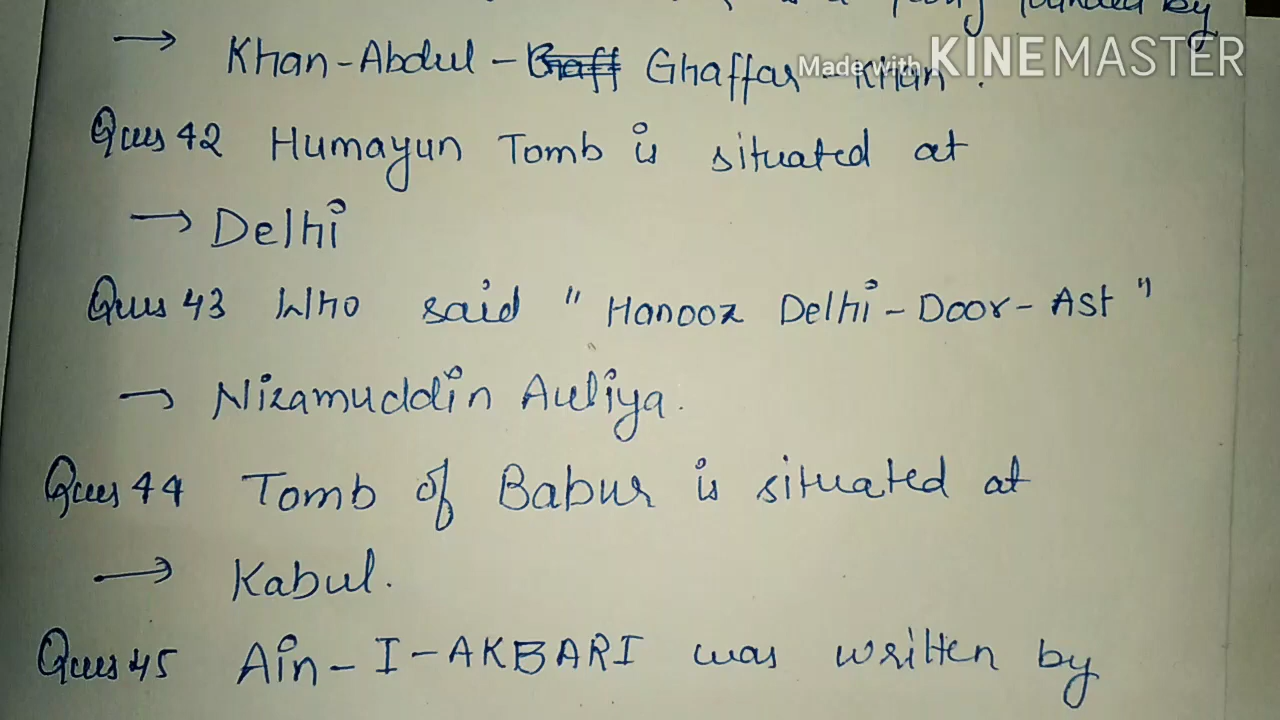 founded by
→ Khan-Abdul - Ghaffar-Khan.
Made with KINEMASTER
Ques 42 Humayun Tomb is situated at
→ Delhi
Ques 43 Who said "Hanooz Delhi-Door-Ast"
→ Nizamuddin Auliya.
Ques 44 Tomb of Babur is situated at
→ Kabul.
Ques 45 Ain-I-AKBARI was written by